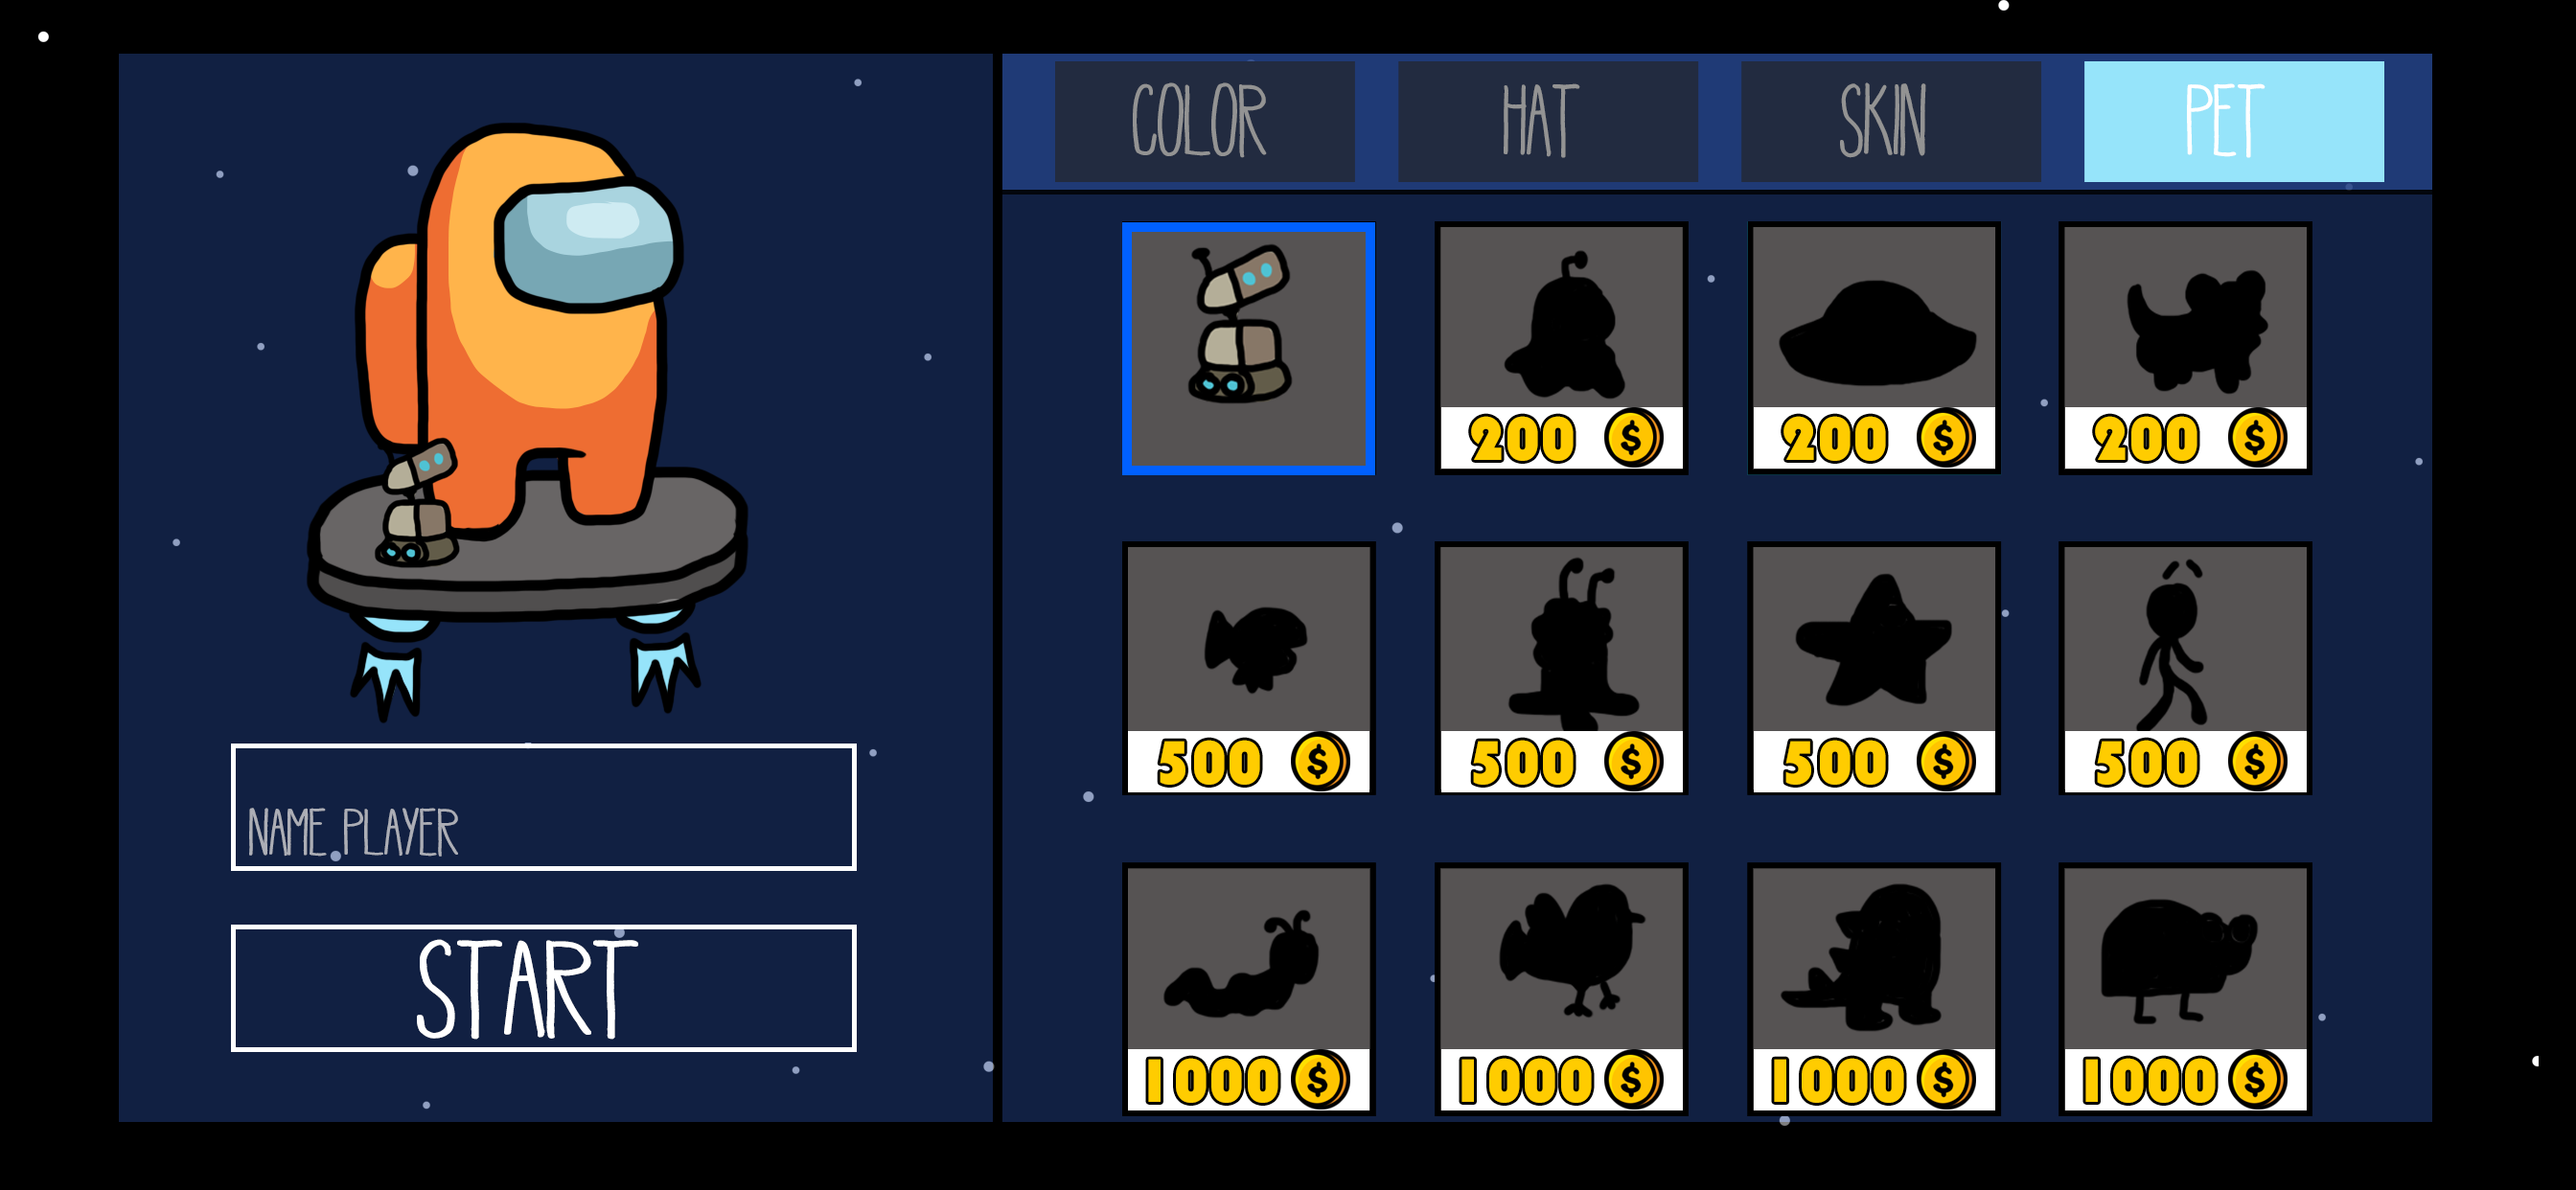 COLOR HAT SKIN PET
200 $ 200 $ 200 $
500 $ 500 $ 500 $ 500 $
NAME PLAYER
START
1000 $ 1000 $ 1000 $ 1000 $